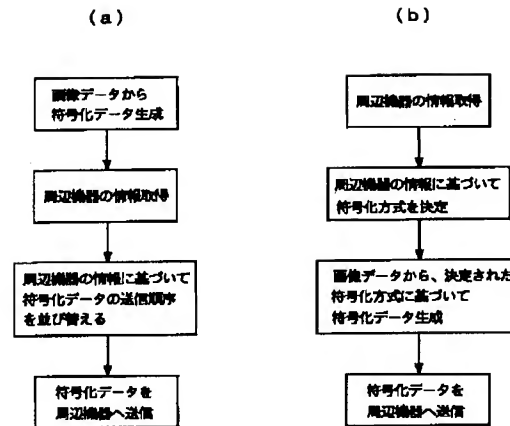 (a)
画像データから
符号化データ生成
周辺機器の情報取得
周辺機器の情報に基づいて
符号化データの送信順序
を並び替える
符号化データを
周辺機器へ送信
(b)
周辺機器の情報取得
周辺機器の情報に基づいて
符号化方式を決定
画像データから、決定された
符号化方式に基づいて
符号化データ生成
符号化データを
周辺機器へ送信